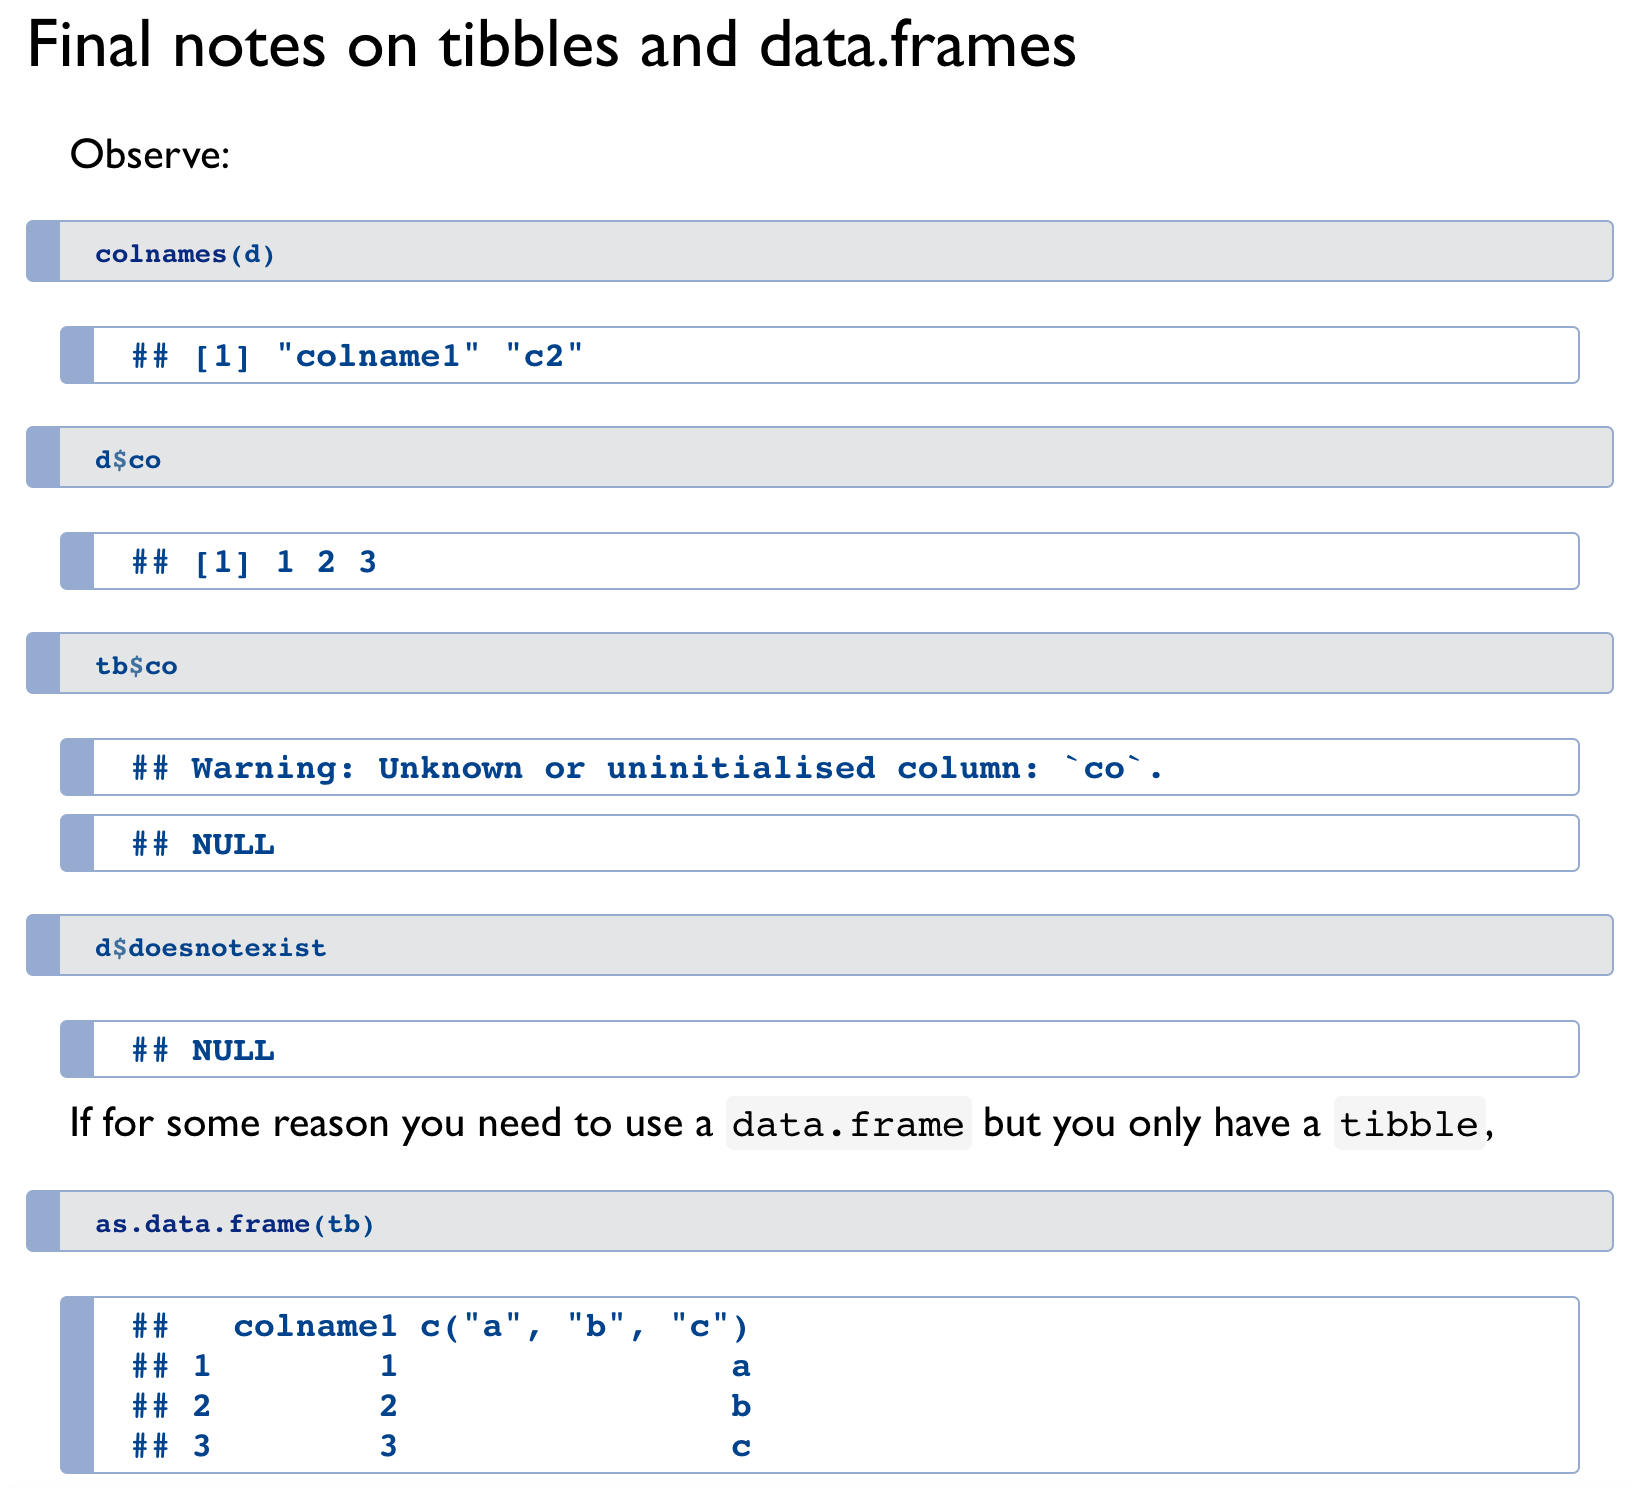 Final notes on tibbles and data.frames
Observe:
colnames(d)
## [1] "colname1" "c2"
d$co
## [1] 1 2 3
tb$co
## Warning: Unknown or uninitialised column: `co`.
## NULL
d$doesnotexist
## NULL
If for some reason you need to use a data.frame but you only have a tibble,
as.data.frame(tb)
##   colname1 c("a", "b", "c")
## 1        1                a
## 2        2                b
## 3        3                c